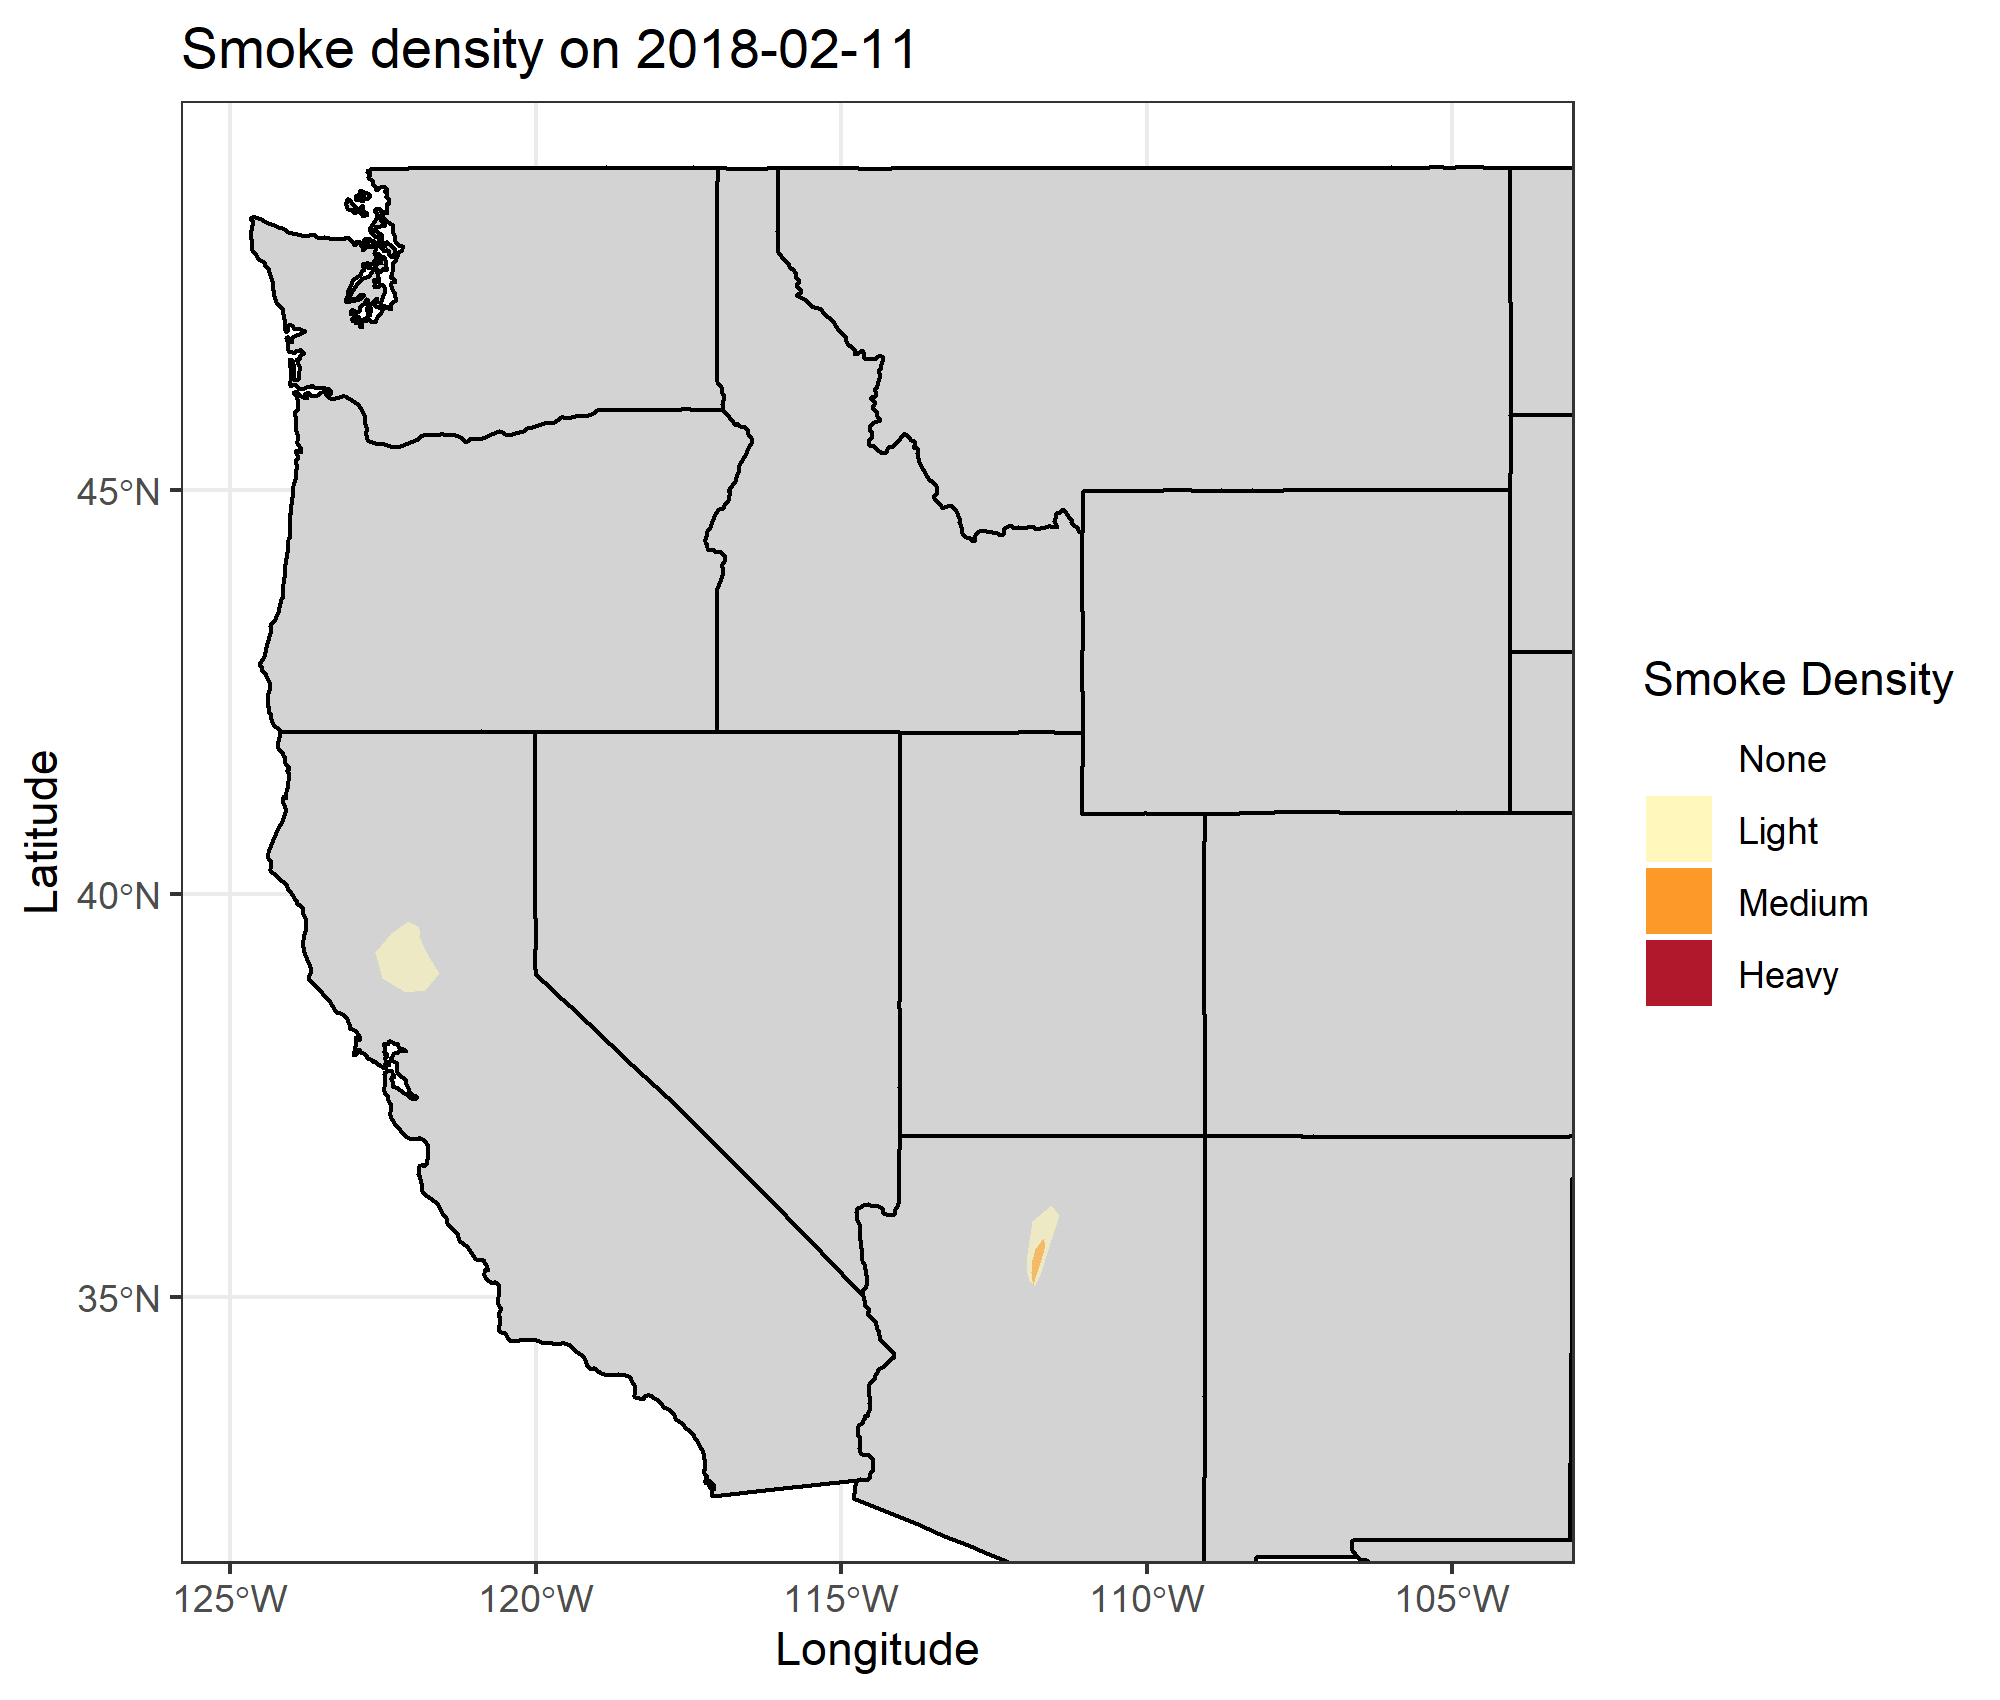 Smoke density on 2018-02-11
45°N
40°N
35°N
Latitude
125°W
120°W
115°W
110°W
105°W
Longitude
Smoke Density
None
Light
Medium
Heavy